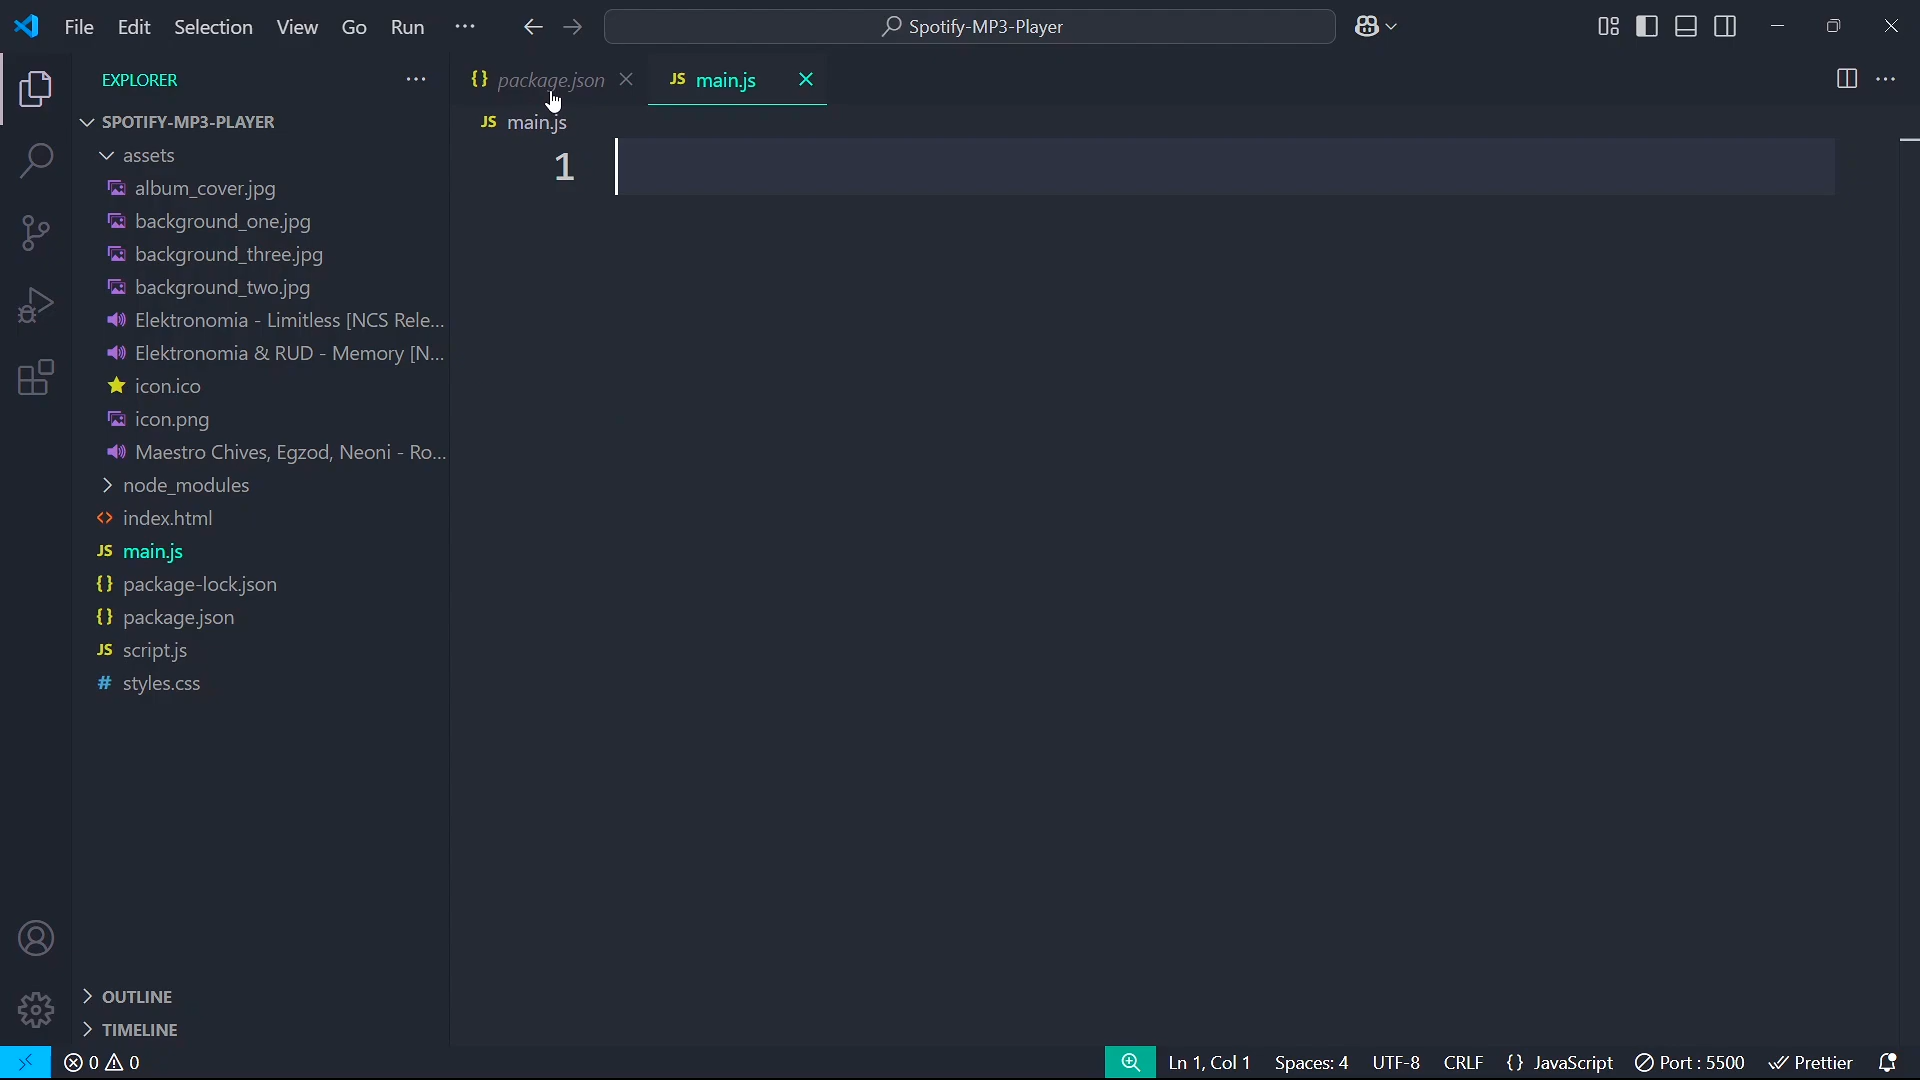 File Edit Selection View Go Run ··· Spotify-MP3-Player
EXPLORER
{} package.json JS main.js
SPOTIFY-MP3-PLAYER
JS main.js
1
assets
album_cover.jpg
background_one.jpg
background_three.jpg
background_two.jpg
Elektronomia - Limitless [NCS Rele...
Elektronomia & RUD - Memory [N...
icon.ico
icon.png
Maestro Chives, Egzod, Neoni - Ro...
node_modules
<> index.html
JS main.js
{} package-lock.json
{} package.json
JS script.js
# styles.css
OUTLINE
TIMELINE
0 0 Ln 1, Col 1 Spaces: 4 UTF-8 CRLF {} JavaScript Port : 5500 Prettier